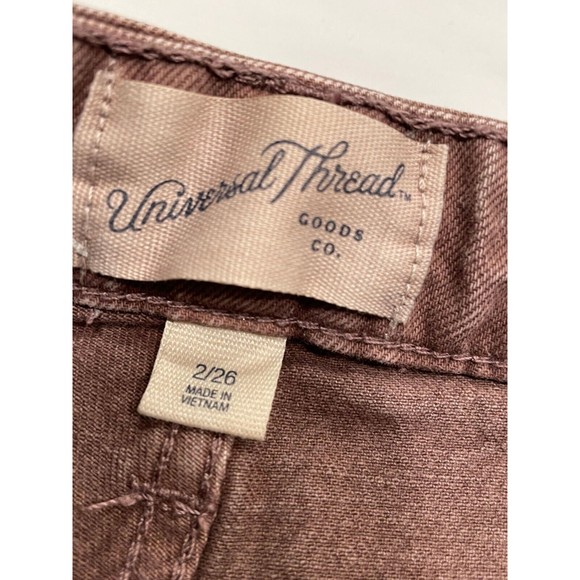 Universal Thread™
GOODS
CO.
2/26
MADE IN
VIETNAM